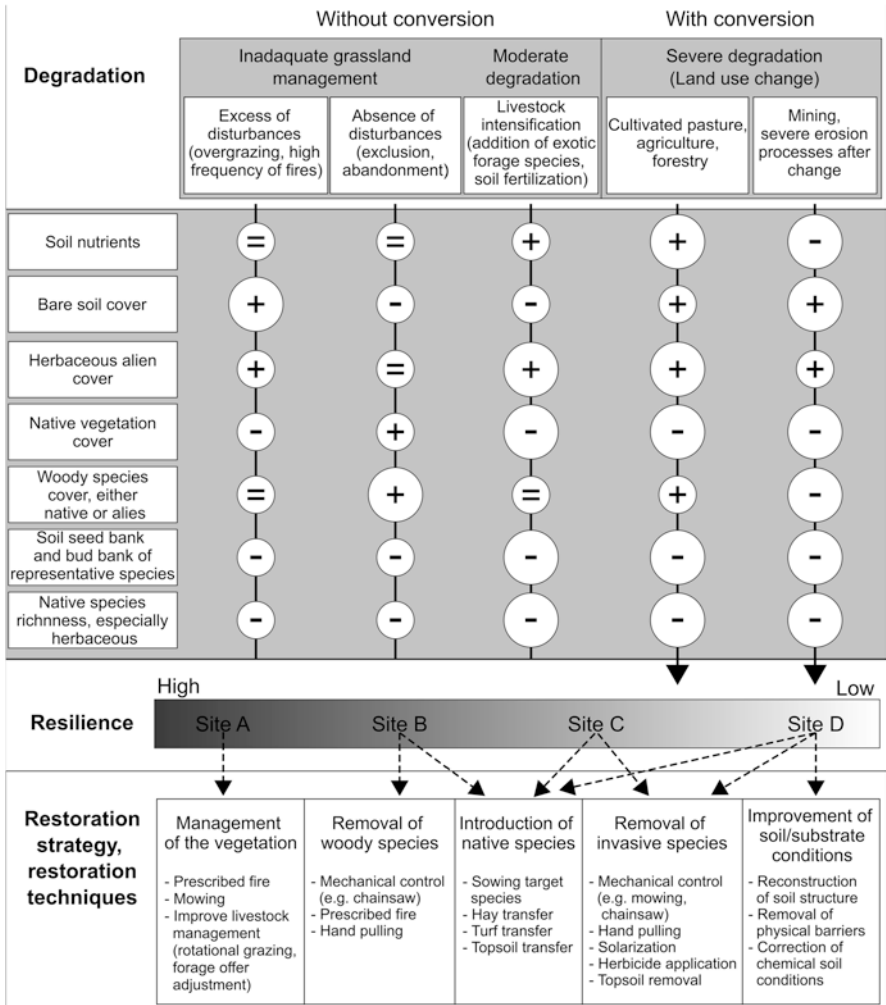 Without conversion
With conversion
Degradation
Inadaquate grassland
management
Moderate
degradation
Severe degradation
(Land use change)
Excess of
disturbances
(overgrazing, high
frequency of fires)
Absence of
disturbances
(exclusion,
abandonment)
Livestock
intensification
(addition of exotic
forage species,
soil fertilization)
Cultivated pasture,
agriculture,
forestry
Mining,
severe erosion
processes after
change
Soil nutrients
= = + + -
Bare soil cover
+ - - + +
Herbaceous alien
cover
+ = + + +
Native vegetation
cover
- + - - -
Woody species
cover, either
native or alies
= + = + -
Soil seed bank
and bud bank of
representative species
- - - - -
Native species
richnness, especially
herbaceous
- - - - -
High
Low
Resilience
Site A
Site B
Site C
Site D
Restoration
strategy,
restoration
techniques
Management
of the vegetation
- Prescribed fire
- Mowing
- Improve livestock
management
(rotational grazing,
forage offer
adjustment)
Removal of
woody species
- Mechanical control
(e.g. chainsaw)
- Prescribed fire
- Hand pulling
Introduction of
native species
- Sowing target
species
- Hay transfer
- Turf transfer
- Topsoil transfer
Removal of
invasive species
- Mechanical control
(e.g. mowing,
chainsaw)
- Hand pulling
- Solarization
- Herbicide application
- Topsoil removal
Improvement of
soil/substrate
conditions
- Reconstruction
of soil structure
- Removal of
physical barriers
- Correction of
chemical soil
conditions